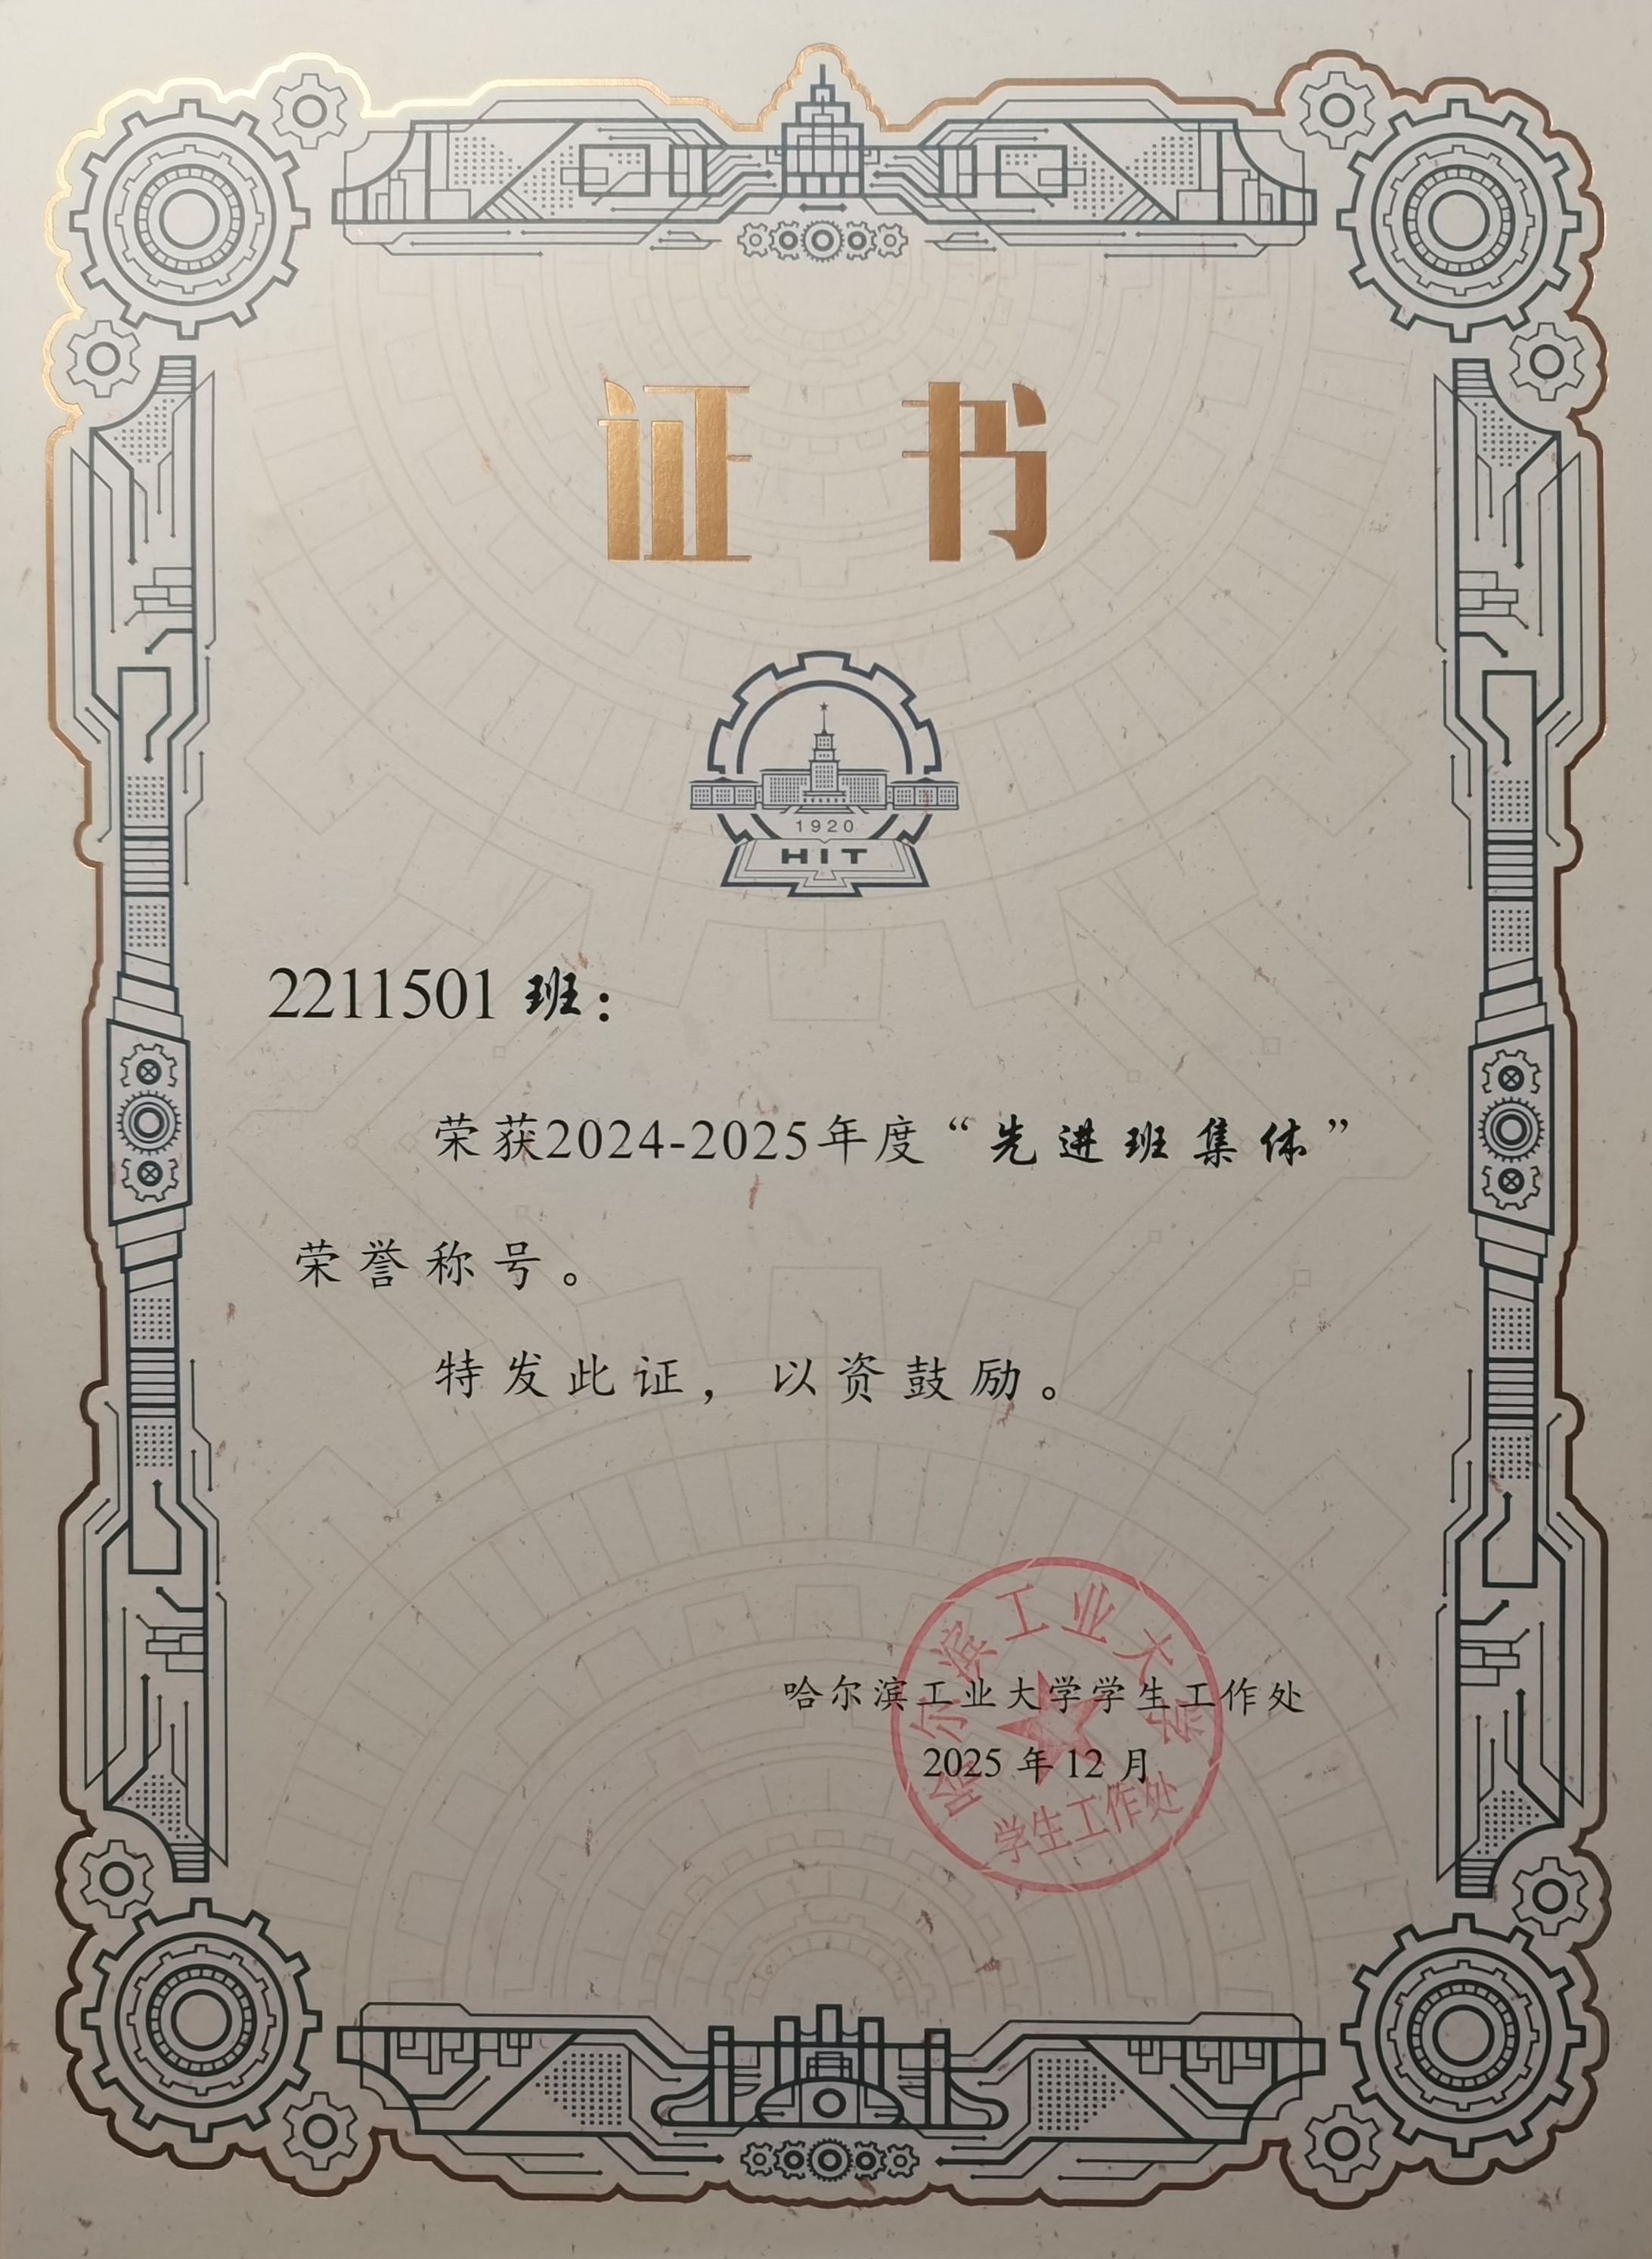 证书
1920
HIT
2211501 班：
荣获2024-2025年度“先进班集体”
荣誉称号。
特发此证，以资鼓励。
哈尔滨工业大学学生工作处
2025 年 12 月
哈尔滨工业大学
学生工作处